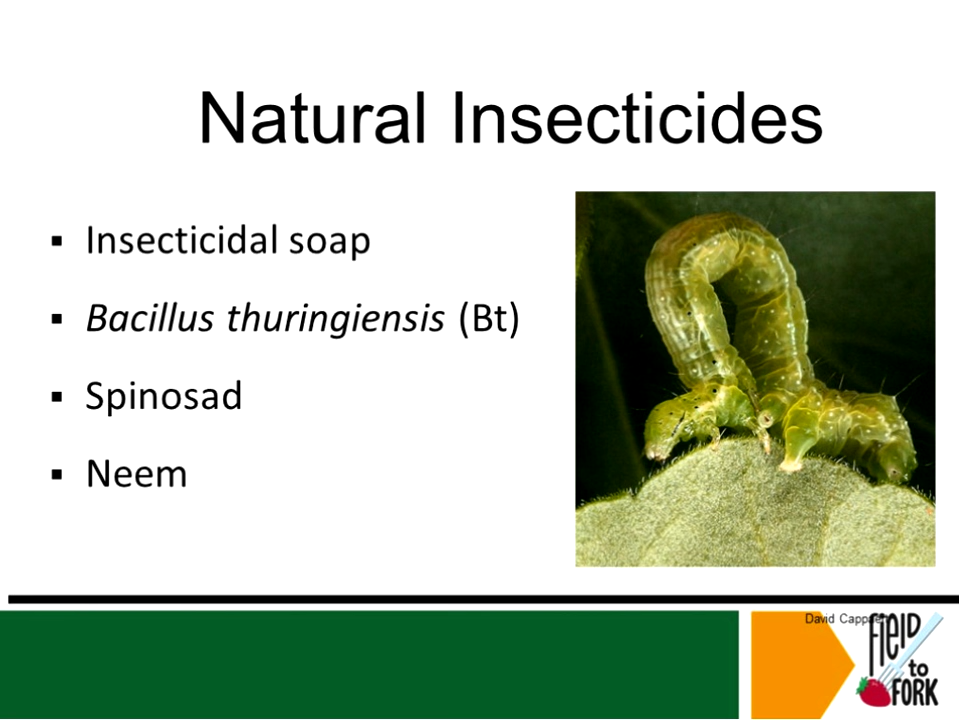 Natural Insecticides
▪ Insecticidal soap
▪ Bacillus thuringiensis (Bt)
▪ Spinosad
▪ Neem
David
FIELD
to
FORK